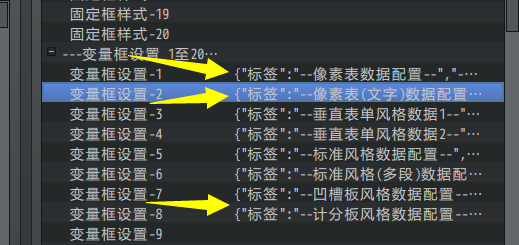 固定框样式-19
固定框样式-20
---变量框设置 1至20…
变量框设置-1 {"标签":"--像素表数据配置--","-…
变量框设置-2 {"标签":"--像素表(文字)数据配置…
变量框设置-3 {"标签":"--垂直表单风格数据1--"…
变量框设置-4 {"标签":"--垂直表单风格数据2--"…
变量框设置-5 {"标签":"--标准风格数据配置--",…
变量框设置-6 {"标签":"--标准风格(多段)数据配…
变量框设置-7 {"标签":"--凹槽板风格数据配置--…
变量框设置-8 {"标签":"--计分板风格数据配置--…
变量框设置-9